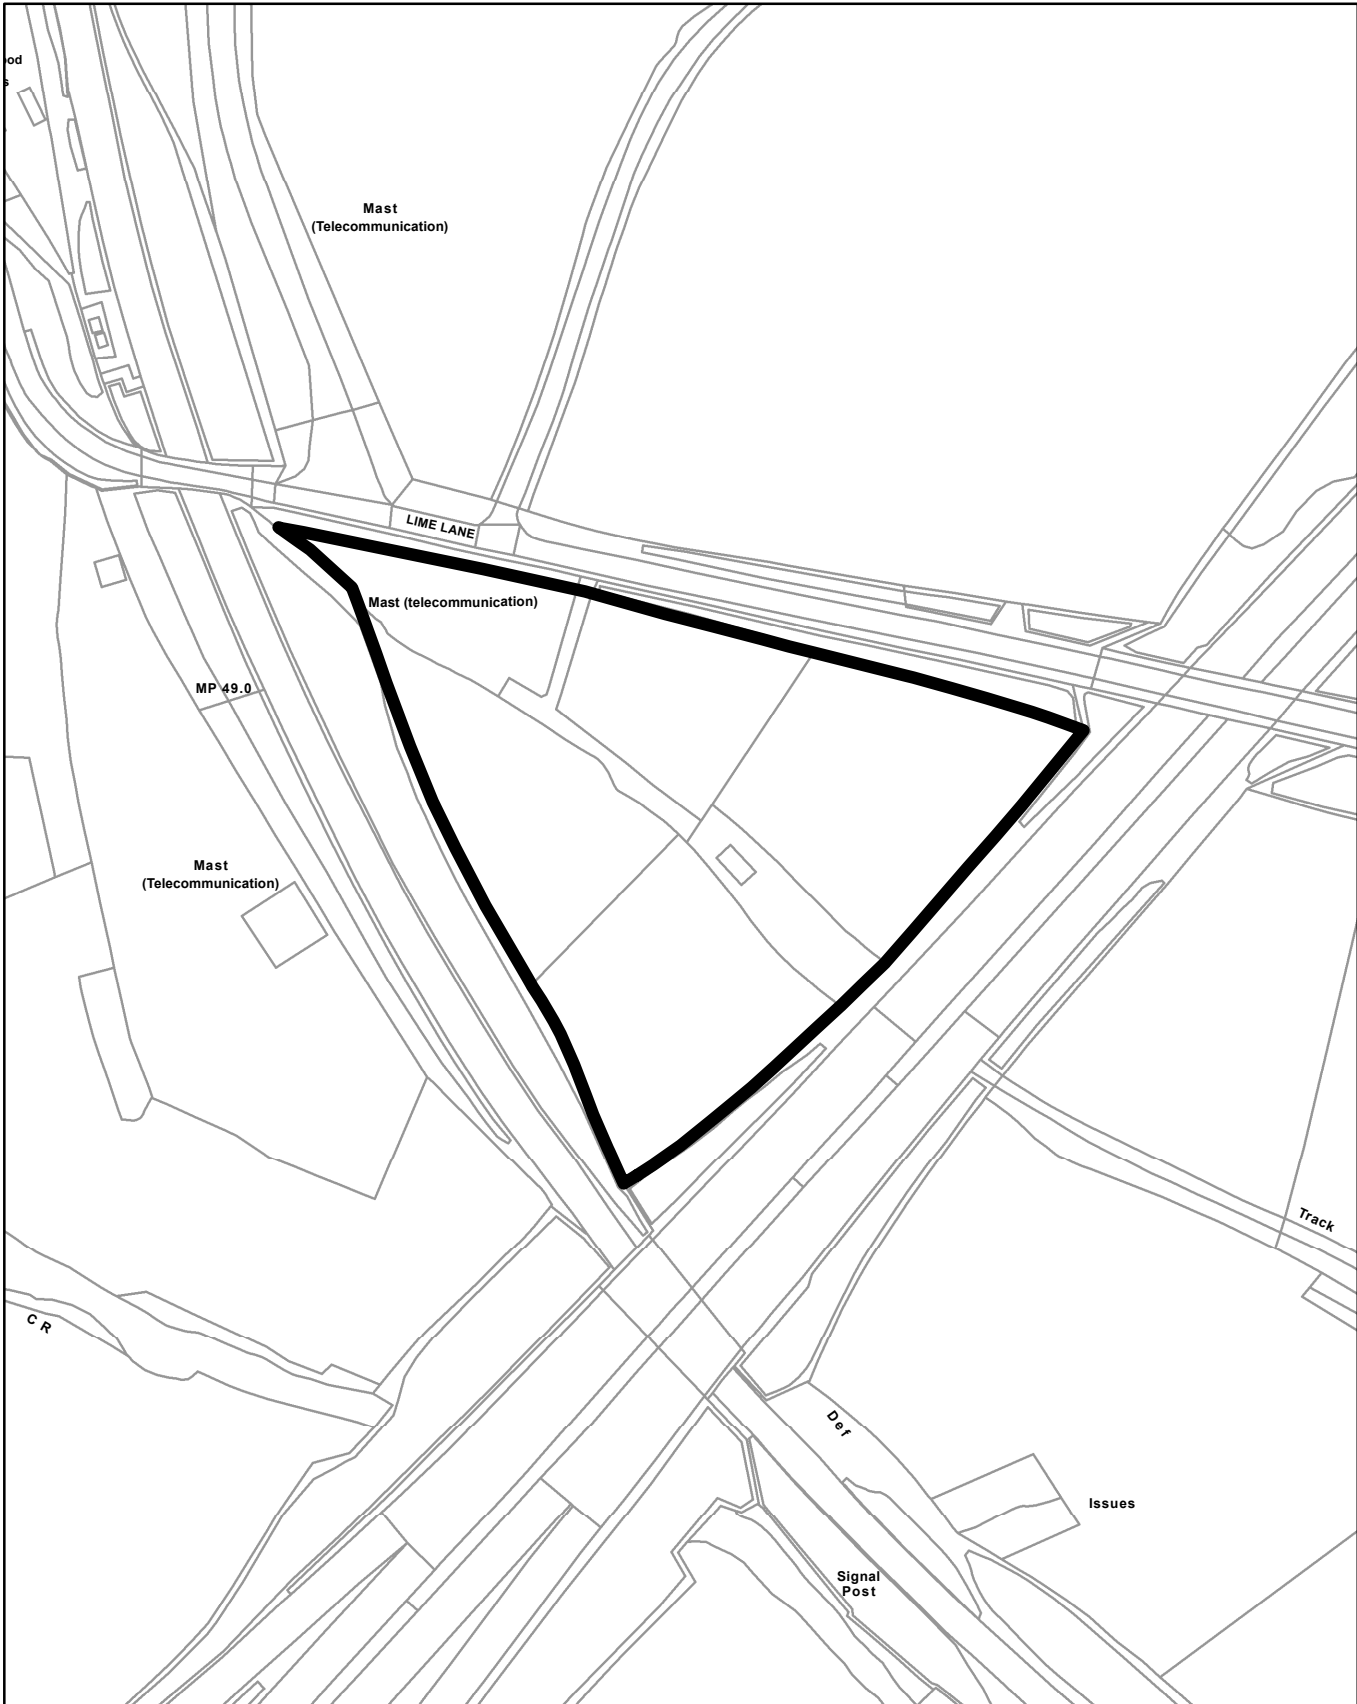 Mast
(Telecommunication)
LIME LANE
Mast (telecommunication)
MP 49.0
Mast
(Telecommunication)
Track
C R
Def
Issues
Signal
Post